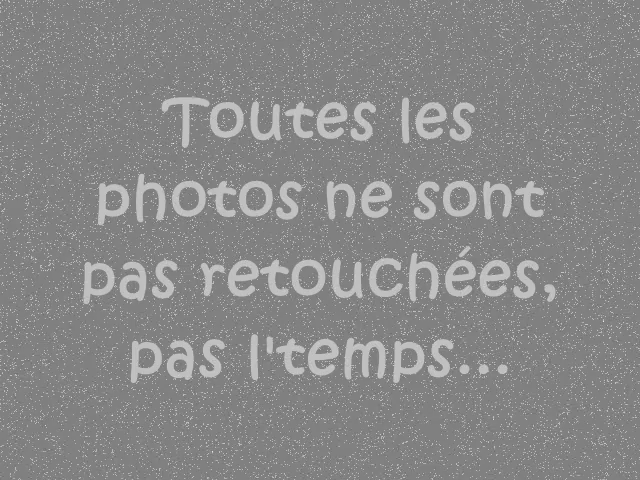 Toutes les
photos ne sont
pas retouchées,
pas l'temps...